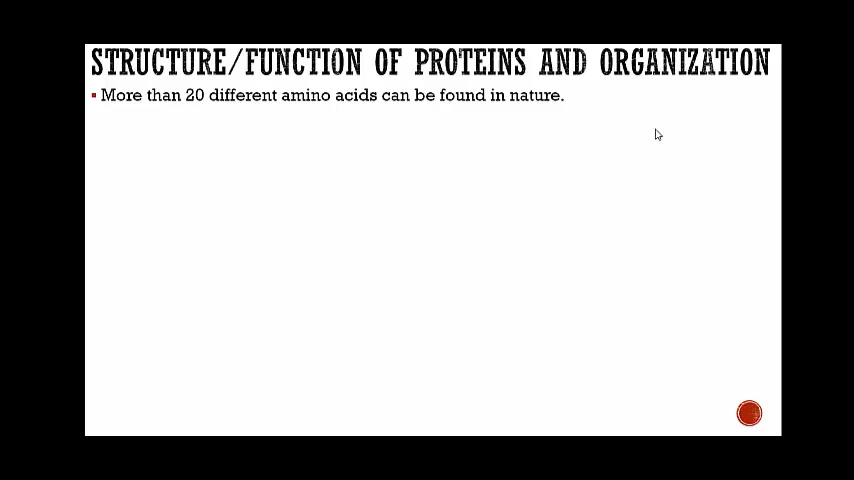 STRUCTURE/FUNCTION OF PROTEINS AND ORGANIZATION
More than 20 different amino acids can be found in nature.